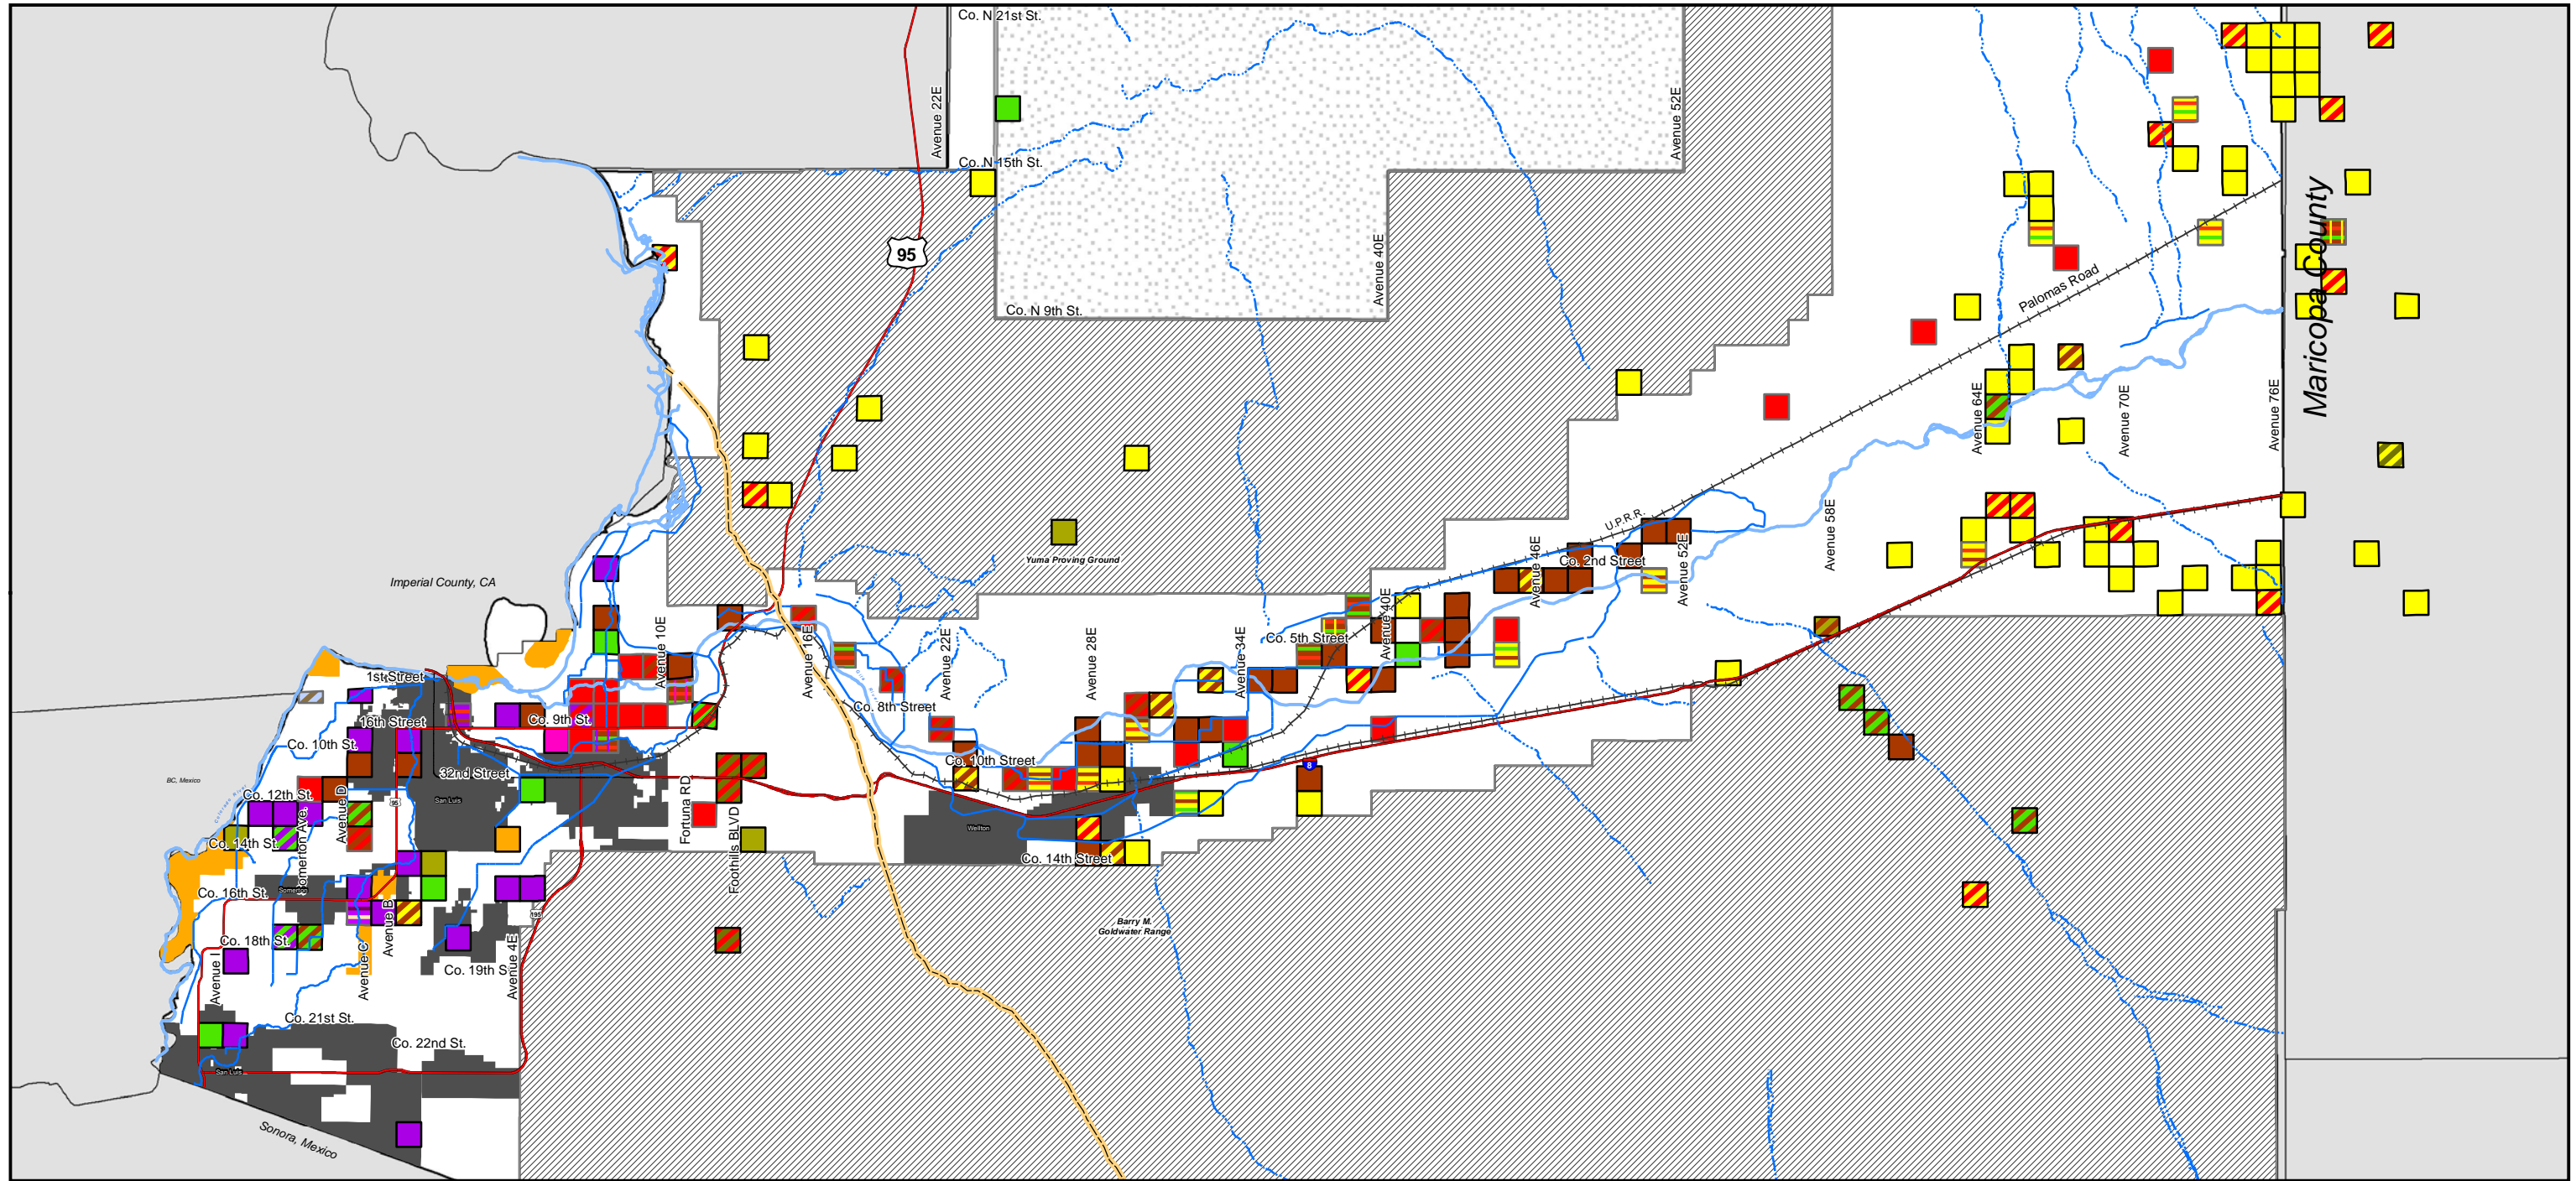 Co. N 21st St.
Avenue 22E
Avenue 52E
Co. N 15th St.
Maricopa County
95
Avenue 40E
Palomas Road
Co. N 9th St.
Avenue 64E
Avenue 70E
Avenue 76E
Avenue 58E
U.P.R.R.
Yuma Proving Ground
Avenue 46E
Co. 2nd Street
Avenue 52E
Imperial County, CA
Avenue 40E
Avenue 10E
Avenue 16E
Avenue 22E
Avenue 28E
Avenue 34E
Co. 5th Street
1st Street
Co. 8th Street
16th Street
Co. 9th St.
Co. 10th St.
Co. 10th Street
8
32nd Street
BC, Mexico
Co. 12th St.
Avenue D
95
San Luis
Fortuna RD
Foothills BLVD
Wellton
Somerton Ave.
Co. 14th St.
Co. 14th Street
Co. 16th St.
Somerton
Avenue B
195
Barry M.
Goldwater Range
Co. 18th St.
Avenue I
Avenue C
Co. 19th S
Avenue 4E
Co. 21st St.
Co. 22nd St.
San Luis
Sonora, Mexico